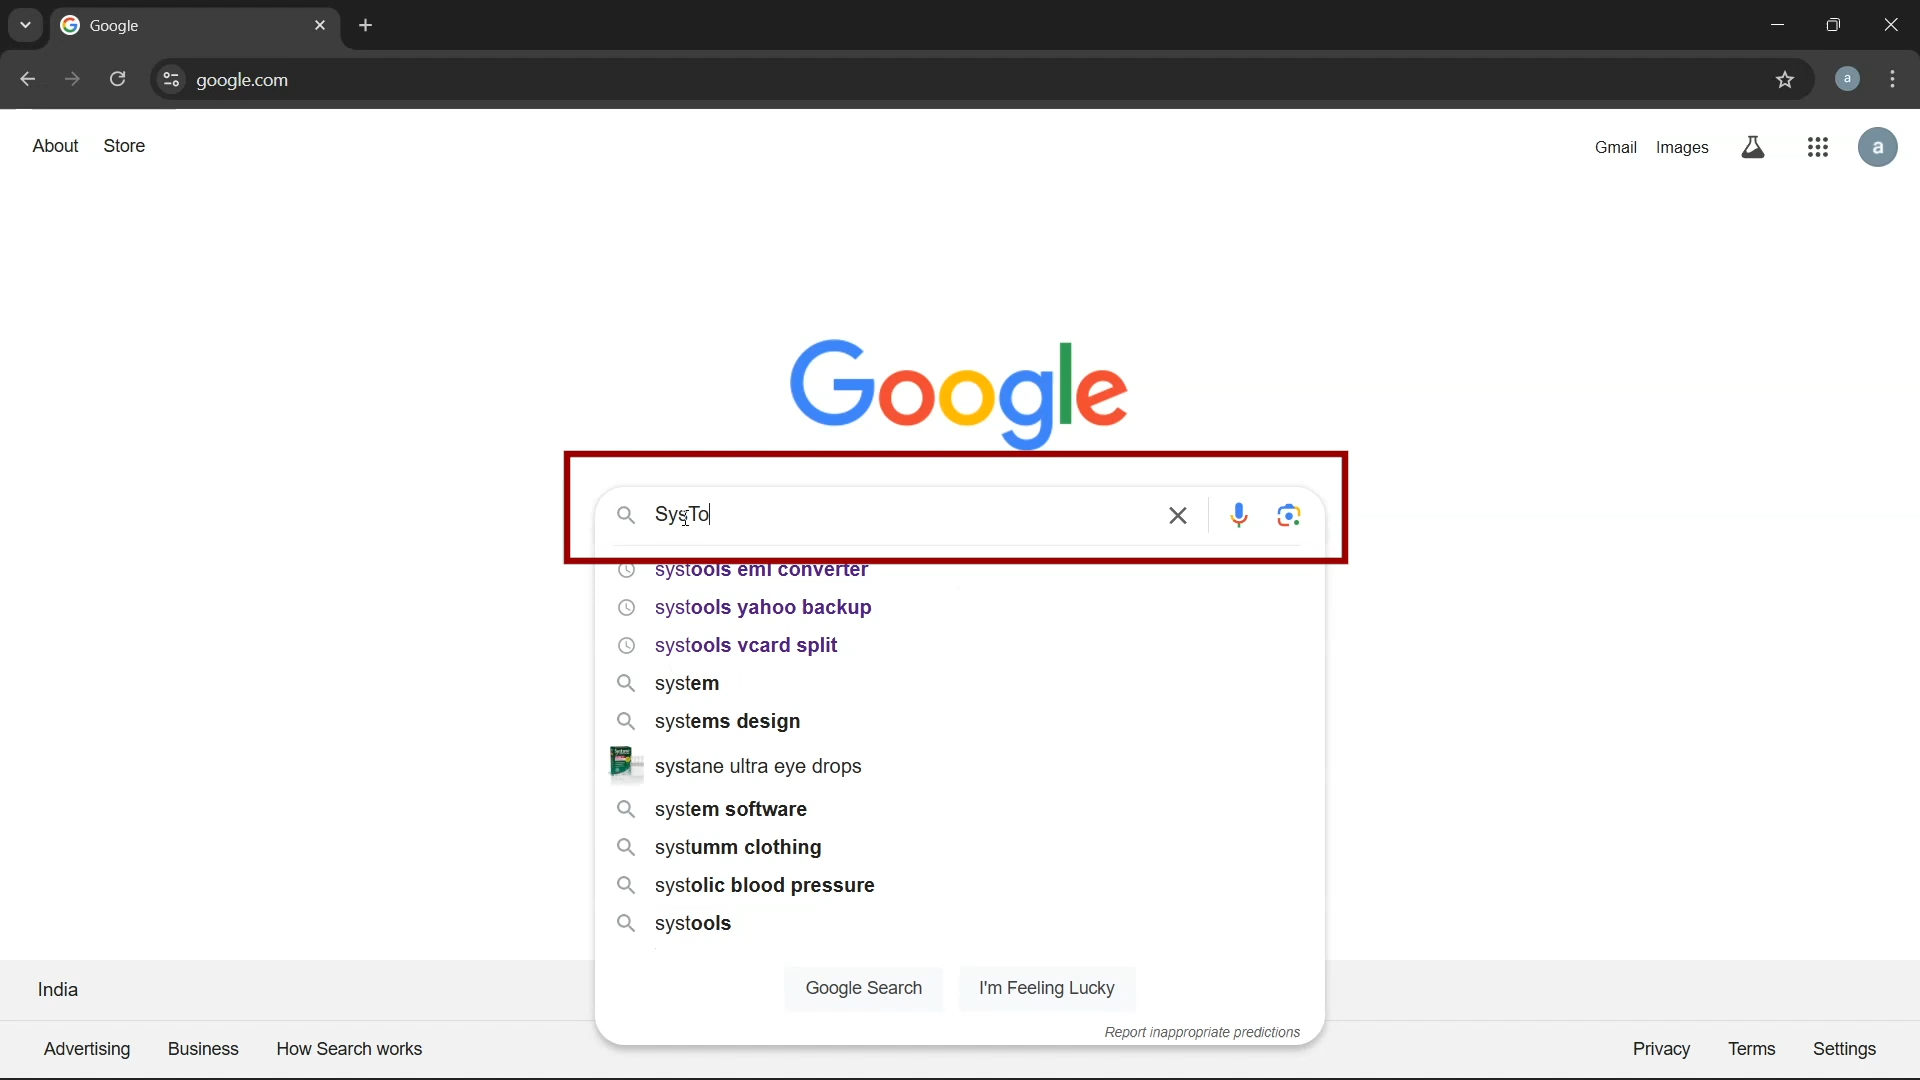 Google
google.com
About Store
Gmail Images a
Google
SysTo
systools eml converter
systools yahoo backup
systools vcard split
system
systems design
systane ultra eye drops
system software
systumm clothing
systolic blood pressure
systools
Google Search I'm Feeling Lucky
Report inappropriate predictions
India
Advertising Business How Search works
Privacy Terms Settings